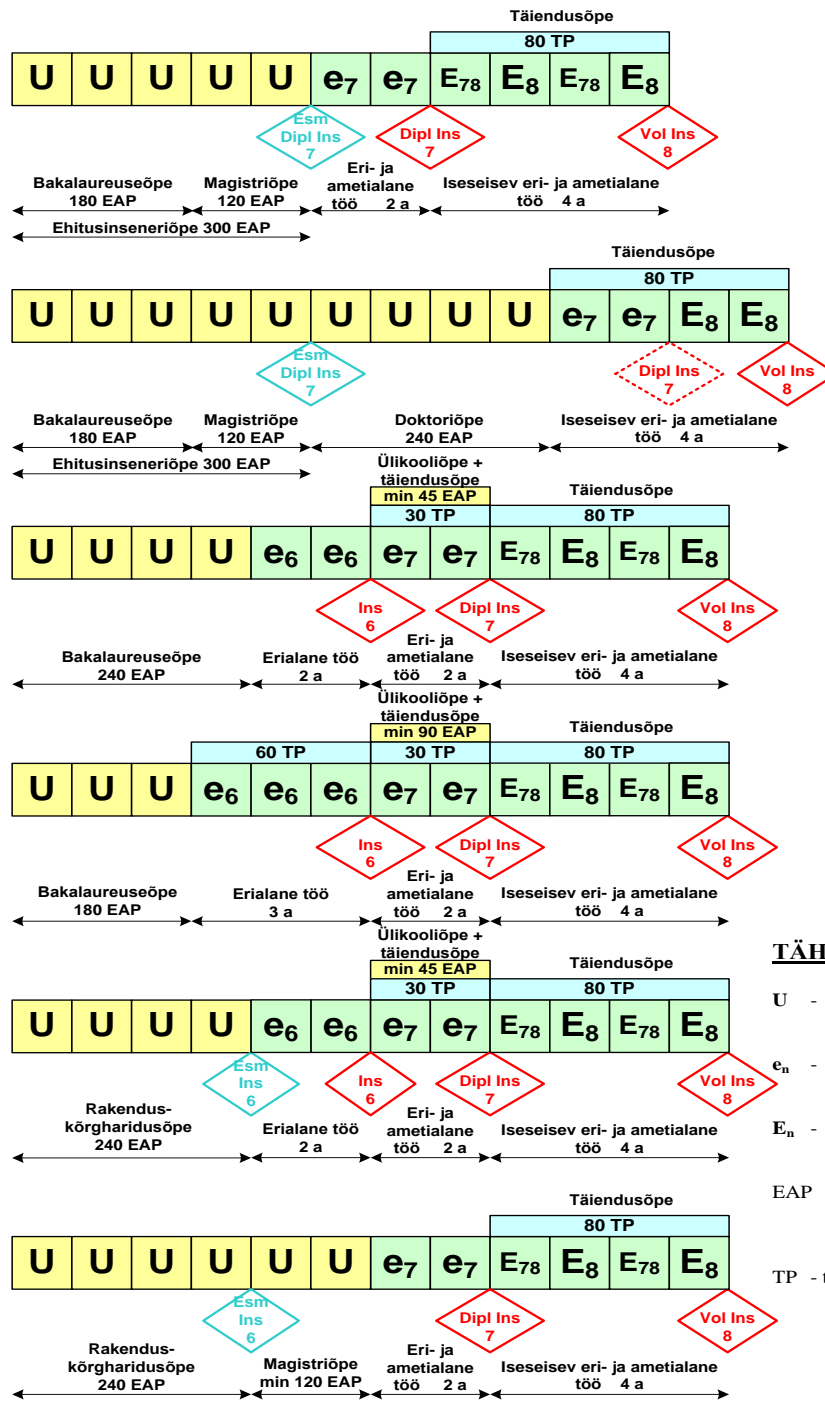 Täiendusõpe
80 TP
U U U U U e7 e7 E78 E8 E78 E8
Esm
Dipl Ins
7
Dipl Ins
7
Vol Ins
8
Bakalaureuseõpe
180 EAP
Magistriõpe
120 EAP
Eri- ja
ametialane
töö 2 a
Iseseisev eri- ja ametialane
töö 4 a
Ehitusinseneriõpe 300 EAP
Täiendusõpe
80 TP
U U U U U U U U U e7 e7 E8 E8
Esm
Dipl Ins
7
Dipl Ins
7
Vol Ins
8
Bakalaureuseõpe
180 EAP
Magistriõpe
120 EAP
Doktoriõpe
240 EAP
Iseseisev eri- ja ametialane
töö 4 a
Ehitusinseneriõpe 300 EAP
Ülikooliõpe +
täiendusõpe
min 45 EAP
30 TP
Täiendusõpe
80 TP
U U U U e6 e6 e7 e7 E78 E8 E78 E8
Ins
6
Dipl Ins
7
Vol Ins
8
Bakalaureuseõpe
240 EAP
Erialane töö
2 a
Eri- ja
ametialane
töö 2 a
Iseseisev eri- ja ametialane
töö 4 a
Ülikooliõpe +
täiendusõpe
min 90 EAP
60 TP
30 TP
Täiendusõpe
80 TP
U U U e6 e6 e6 e7 e7 E78 E8 E78 E8
Ins
6
Dipl Ins
7
Vol Ins
8
Bakalaureuseõpe
180 EAP
Erialane töö
3 a
Eri- ja
ametialane
töö 2 a
Iseseisev eri- ja ametialane
töö 4 a
Ülikooliõpe +
täiendusõpe
min 45 EAP
30 TP
Täiendusõpe
80 TP
U U U U e6 e6 e7 e7 E78 E8 E78 E8
Esm
Ins
6
Ins
6
Dipl Ins
7
Vol Ins
8
Rakendus-
kõrgharidusõpe
240 EAP
Erialane töö
2 a
Eri- ja
ametialane
töö 2 a
Iseseisev eri- ja ametialane
töö 4 a
Täiendusõpe
80 TP
U U U U U U e7 e7 E78 E8 E78 E8
Esm
Ins
6
Dipl Ins
7
Vol Ins
8
Rakendus-
kõrgharidusõpe
240 EAP
Magistriõpe
min 120 EAP
Eri- ja
ametialane
töö 2 a
Iseseisev eri- ja ametialane
töö 4 a
TÄH
U -
en -
En -
EAP
TP - t